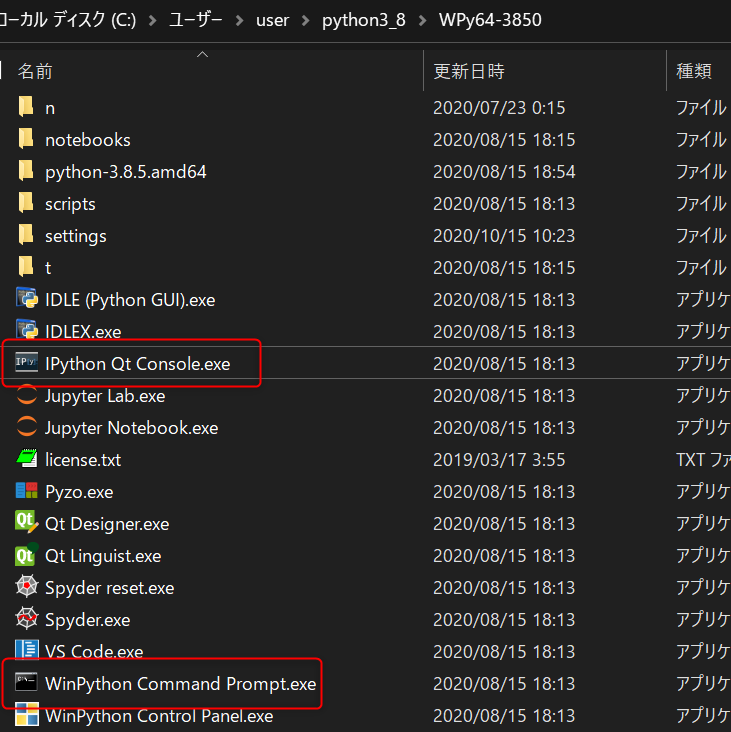 ローカル ディスク (C:) > ユーザー > user > python3_8 > WPy64-3850
名前 更新日時 種類
n 2020/07/23 0:15 ファイル
notebooks 2020/08/15 18:15 ファイル
python-3.8.5.amd64 2020/08/15 18:54 ファイル
scripts 2020/08/15 18:13 ファイル
settings 2020/10/15 10:23 ファイル
t 2020/08/15 18:15 ファイル
IDLE (Python GUI).exe 2020/08/15 18:13 アプリケ
IDLEX.exe 2020/08/15 18:13 アプリケ
IPython Qt Console.exe 2020/08/15 18:13 アプリケ
Jupyter Lab.exe 2020/08/15 18:13 アプリケ
Jupyter Notebook.exe 2020/08/15 18:13 アプリケ
license.txt 2019/03/17 3:55 TXT ファ
Pyzo.exe 2020/08/15 18:13 アプリケ
Qt Designer.exe 2020/08/15 18:13 アプリケ
Qt Linguist.exe 2020/08/15 18:13 アプリケ
Spyder reset.exe 2020/08/15 18:13 アプリケ
Spyder.exe 2020/08/15 18:13 アプリケ
VS Code.exe 2020/08/15 18:13 アプリケ
WinPython Command Prompt.exe 2020/08/15 18:13 アプリケ
WinPython Control Panel.exe 2020/08/15 18:13 アプリケ